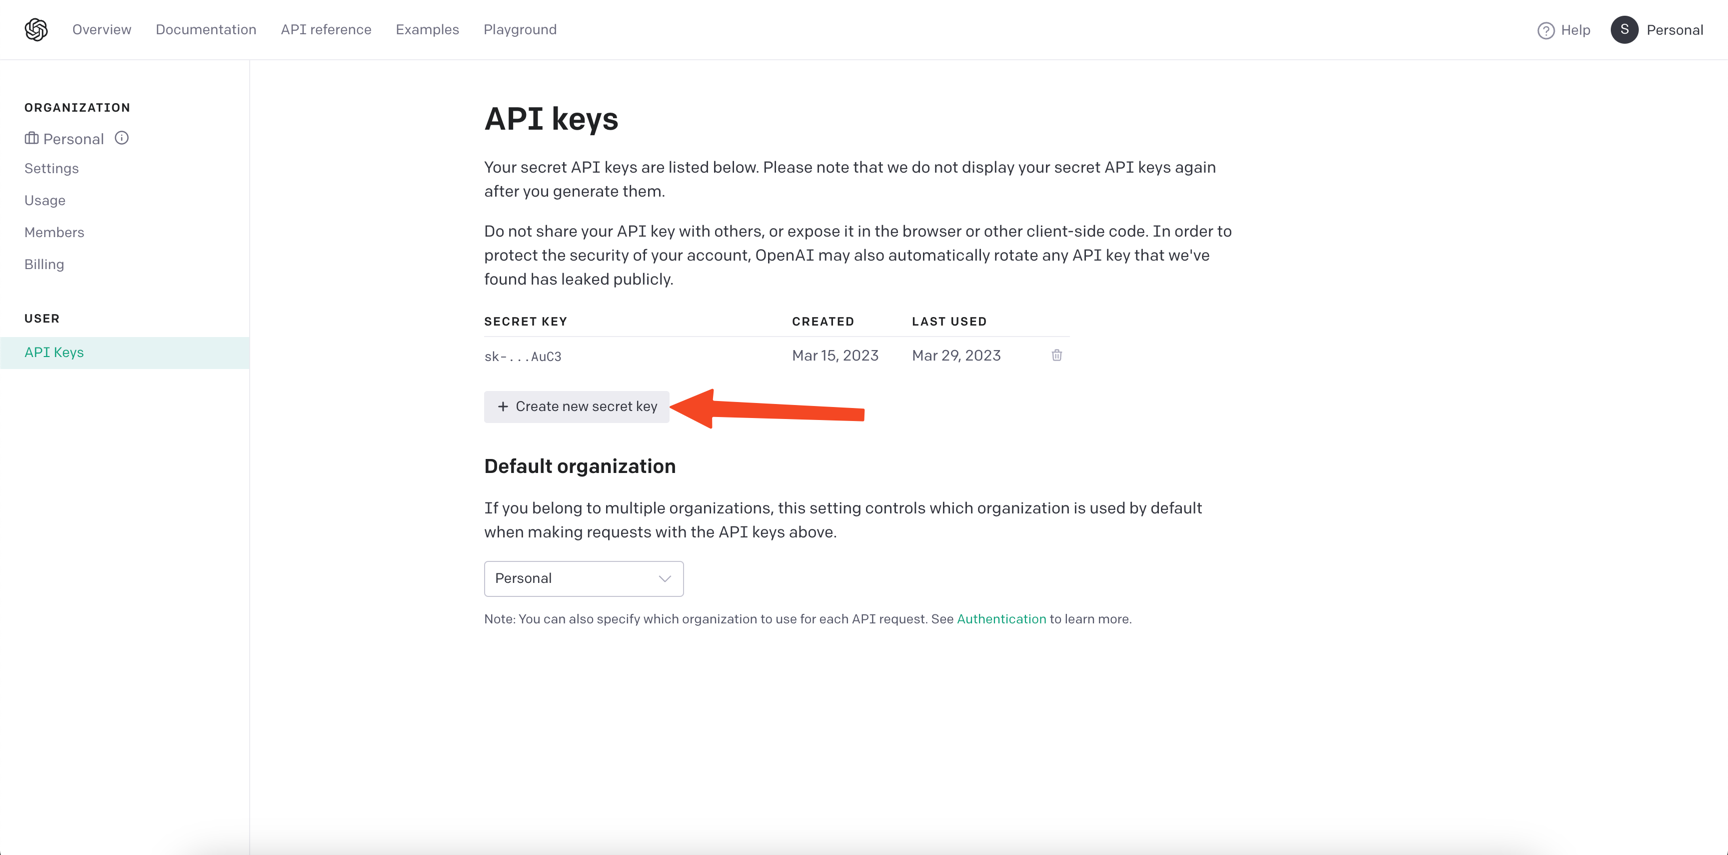 Overview Documentation API reference Examples Playground Help S Personal
ORGANIZATION
Personal
Settings
Usage
Members
Billing
USER
API Keys
API keys
Your secret API keys are listed below. Please note that we do not display your secret API keys again
after you generate them.
Do not share your API key with others, or expose it in the browser or other client-side code. In order to
protect the security of your account, OpenAI may also automatically rotate any API key that we've
found has leaked publicly.
SECRET KEY CREATED LAST USED
sk-...AuC3 Mar 15, 2023 Mar 29, 2023
+ Create new secret key
Default organization
If you belong to multiple organizations, this setting controls which organization is used by default
when making requests with the API keys above.
Personal
Note: You can also specify which organization to use for each API request. See Authentication to learn more.